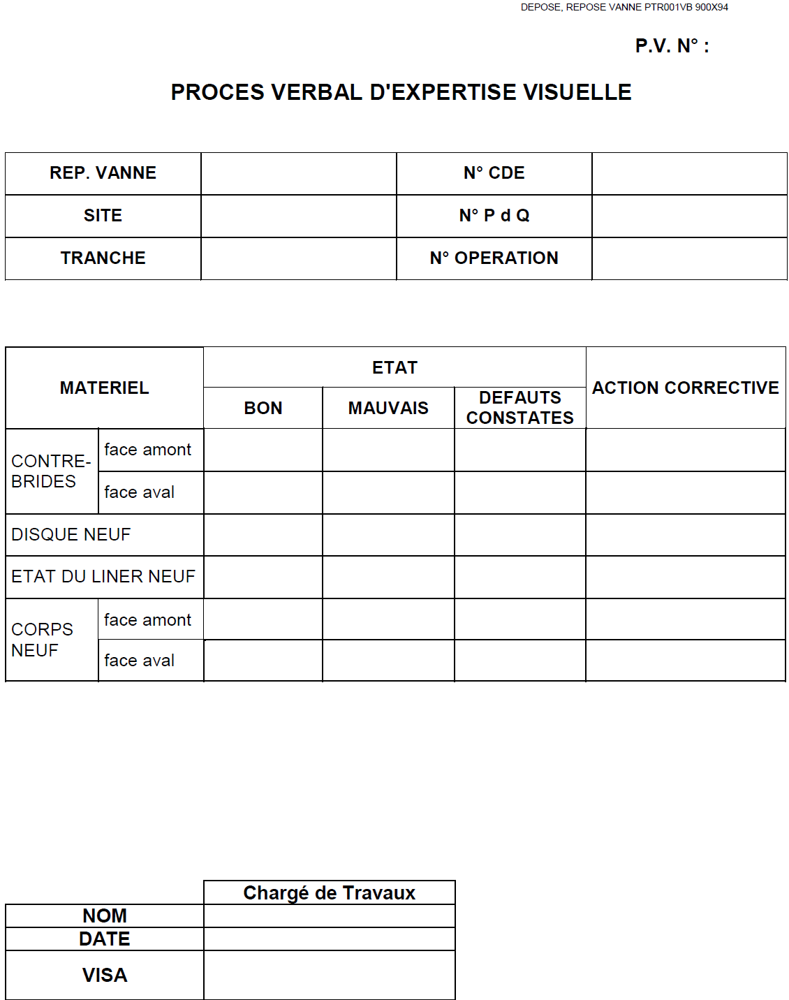 DEPOSE, REPOSE VANNE PTR001VB 900X94
P.V. N° :
PROCES VERBAL D'EXPERTISE VISUELLE
REP. VANNE N° CDE
SITE N° P d Q
TRANCHE N° OPERATION
MATERIEL ETAT ACTION CORRECTIVE
BON MAUVAIS DEFAUTS
CONSTATES
CONTRE-
BRIDES
face amont
face aval
DISQUE NEUF
ETAT DU LINER NEUF
CORPS
NEUF
face amont
face aval
Chargé de Travaux
NOM
DATE
VISA